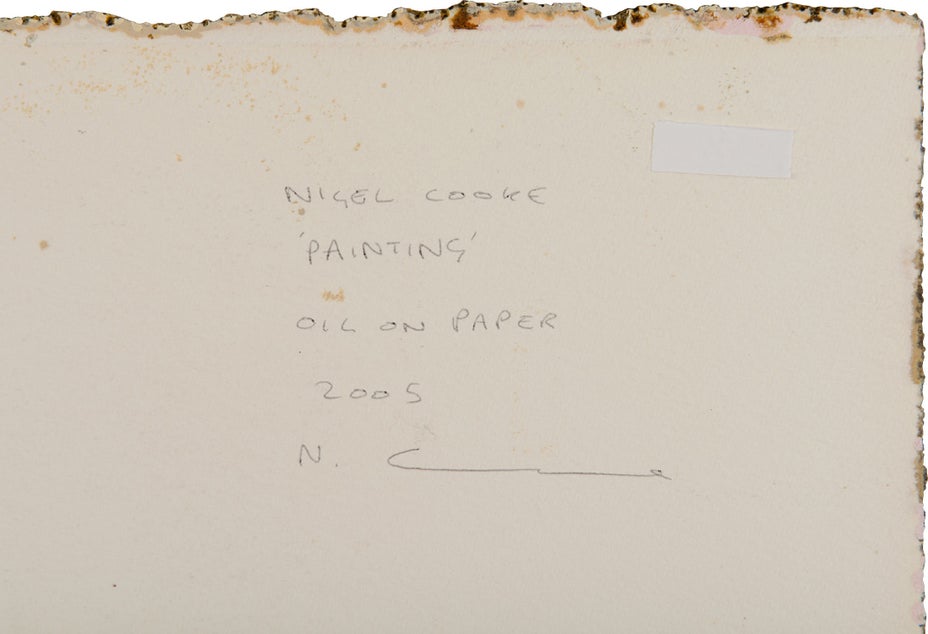 NIGEL COOKE
'PAINTING'
OIL ON PAPER
2005
N. C